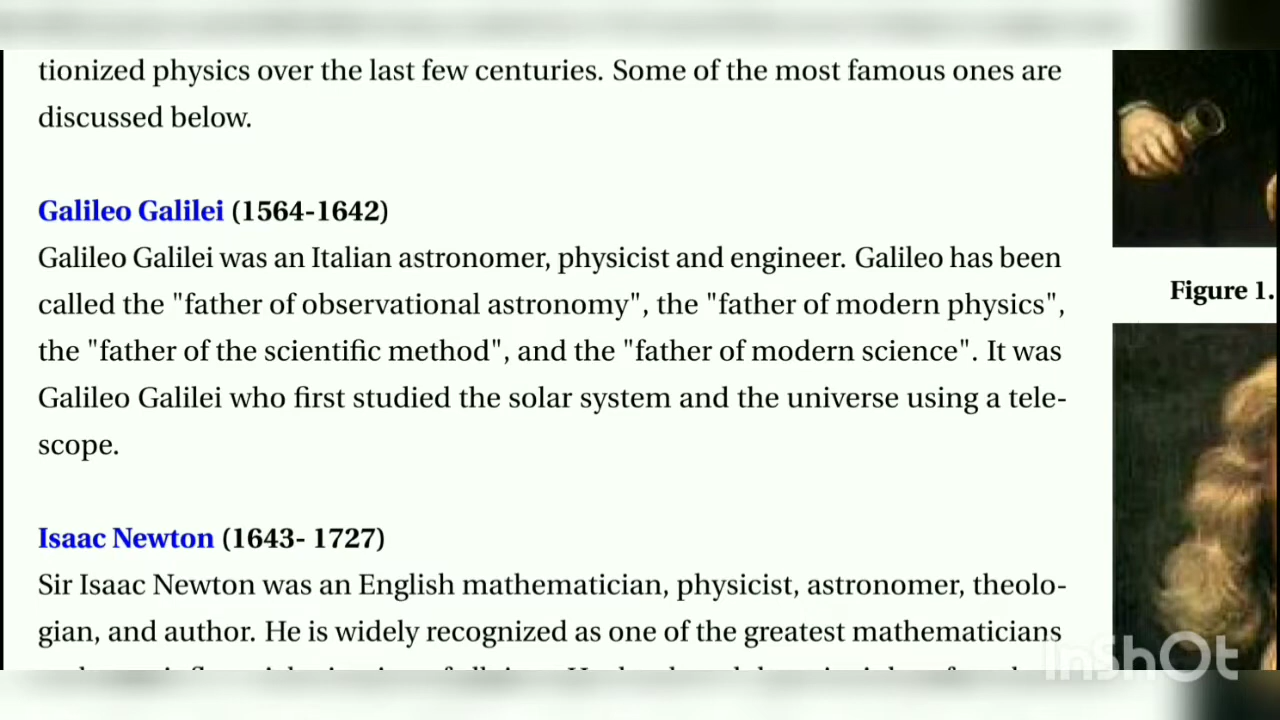 tionized physics over the last few centuries. Some of the most famous ones are
discussed below.
Galileo Galilei (1564-1642)
Galileo Galilei was an Italian astronomer, physicist and engineer. Galileo has been
called the "father of observational astronomy", the "father of modern physics",
the "father of the scientific method", and the "father of modern science". It was
Galileo Galilei who first studied the solar system and the universe using a tele-
scope.
Isaac Newton (1643- 1727)
Sir Isaac Newton was an English mathematician, physicist, astronomer, theolo-
gian, and author. He is widely recognized as one of the greatest mathematicians
Figure 1.
InShOt